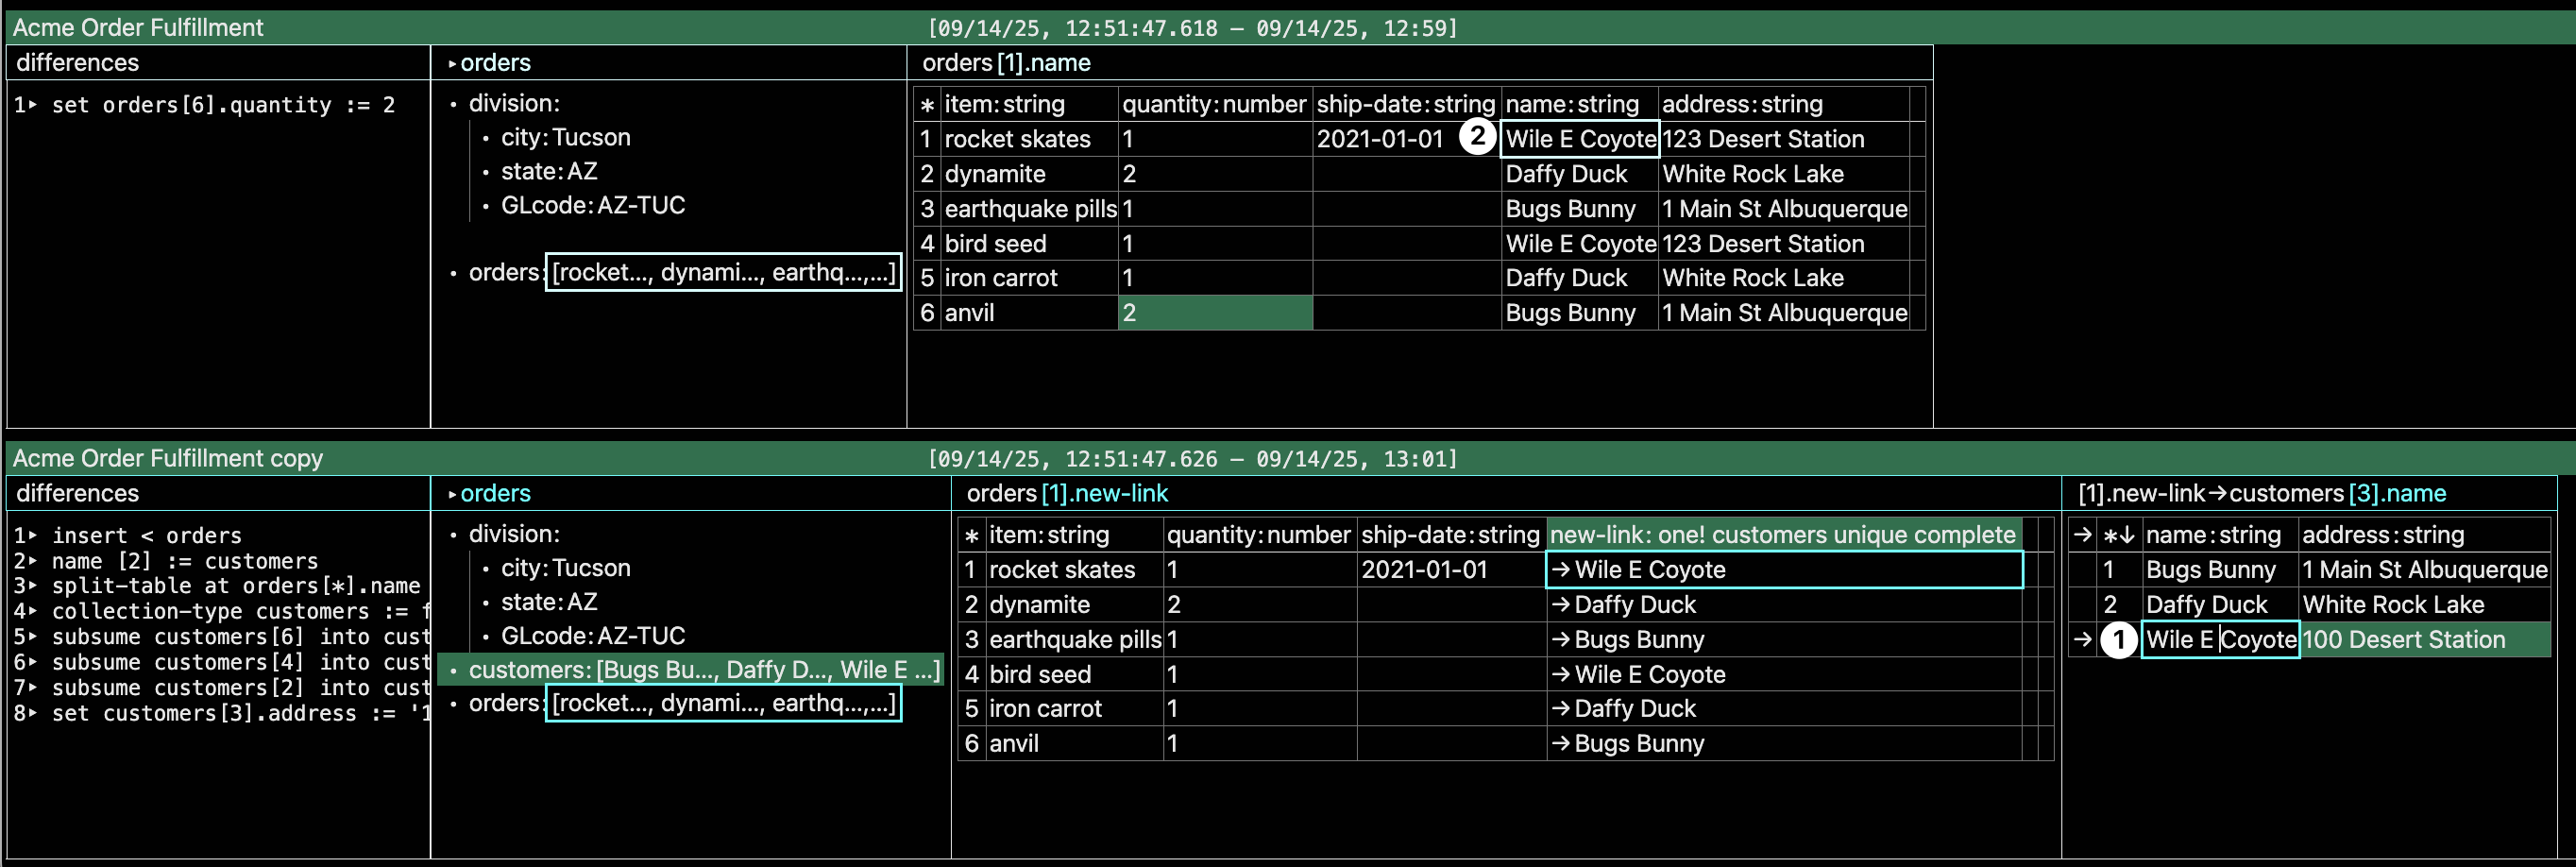 Acme Order Fulfillment [09/14/25, 12:51:47.618 – 09/14/25, 12:59]
differences
1▸ set orders[6].quantity := 2
▸orders
• division:
• city:Tucson
• state:AZ
• GLcode:AZ-TUC
• orders:[rocket..., dynami..., earthq...,...]
orders[1].name
* item:string quantity:number ship-date:string name:string address:string
1 rocket skates 1 2021-01-01 2 Wile E Coyote 123 Desert Station
2 dynamite 2 Daffy Duck White Rock Lake
3 earthquake pills 1 Bugs Bunny 1 Main St Albuquerque
4 bird seed 1 Wile E Coyote 123 Desert Station
5 iron carrot 1 Daffy Duck White Rock Lake
6 anvil 2 Bugs Bunny 1 Main St Albuquerque
Acme Order Fulfillment copy [09/14/25, 12:51:47.626 – 09/14/25, 13:01]
differences
1▸ insert < orders
2▸ name [2] := customers
3▸ split-table at orders[*].name
4▸ collection-type customers := f
5▸ subsume customers[6] into cust
6▸ subsume customers[4] into cust
7▸ subsume customers[2] into cust
8▸ set customers[3].address := '1
▸orders
• division:
• city:Tucson
• state:AZ
• GLcode:AZ-TUC
• customers:[Bugs Bu..., Daffy D..., Wile E ...]
• orders:[rocket..., dynami..., earthq...,...]
orders[1].new-link
* item:string quantity:number ship-date:string new-link: one! customers unique complete
1 rocket skates 1 2021-01-01 →Wile E Coyote
2 dynamite 2 →Daffy Duck
3 earthquake pills 1 →Bugs Bunny
4 bird seed 1 →Wile E Coyote
5 iron carrot 1 →Daffy Duck
6 anvil 1 →Bugs Bunny
[1].new-link→customers[3].name
→ *↓ name:string address:string
1 Bugs Bunny 1 Main St Albuquerque
2 Daffy Duck White Rock Lake
→ 1 Wile E Coyote 100 Desert Station